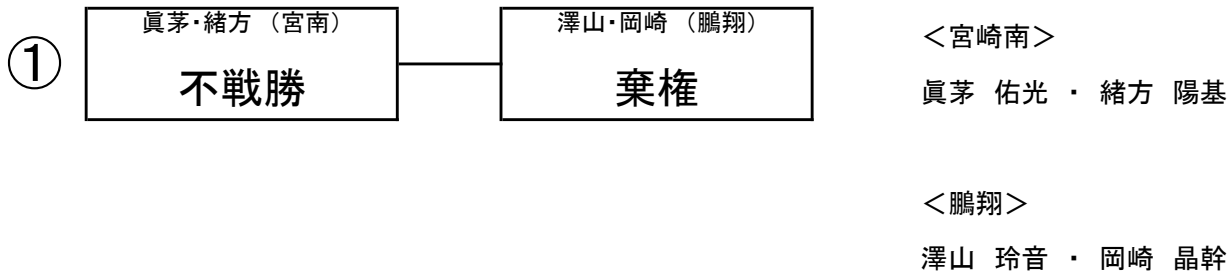 ①
眞茅・緒方 （宮南）
不戦勝
澤山・岡崎 （鵬翔）
棄権
＜宮崎南＞
眞茅 佑光 ・ 緒方 陽基
＜鵬翔＞
澤山 玲音 ・ 岡崎 晶幹